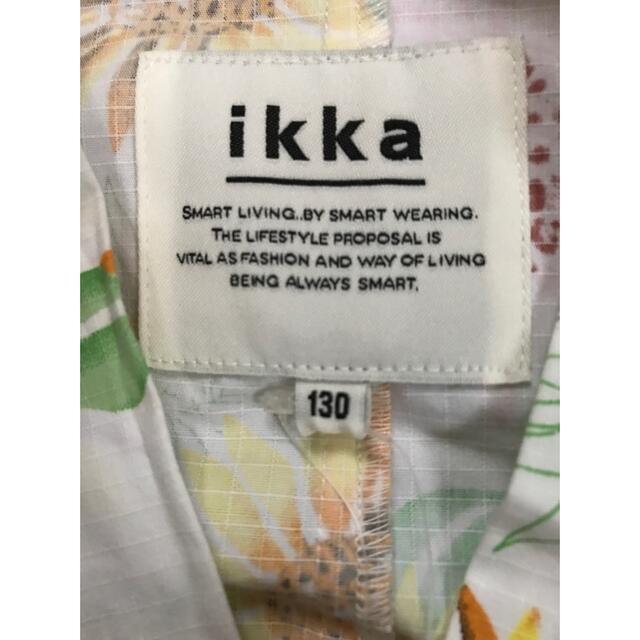 ikka
SMART LIVING..BY SMART WEARING.
THE LIFESTYLE PROPOSAL IS
VITAL AS FASHION AND WAY OF LIVING
BEING ALWAYS SMART.
130